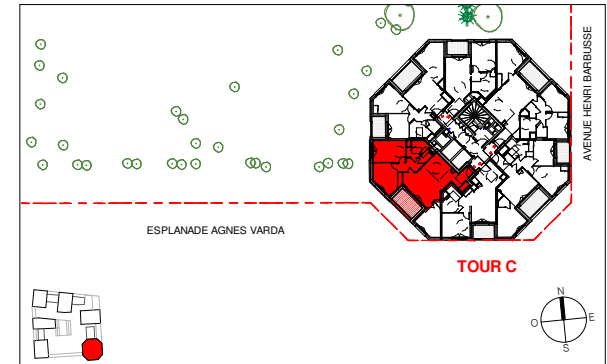 AVENUE HENRI BARBUSSE
ESPLANADE AGNES VARDA
TOUR C
N
O E
S